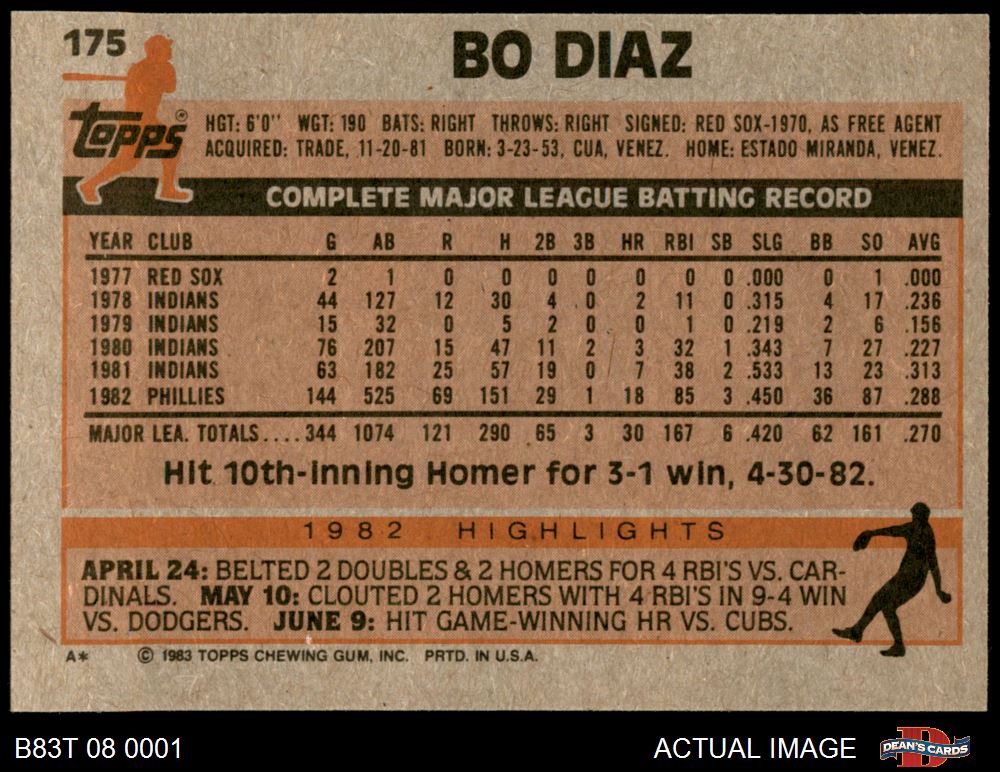 175
BO DIAZ
Topps®
HGT: 6'0" WGT: 190 BATS: RIGHT THROWS: RIGHT SIGNED: RED SOX-1970, AS FREE AGENT
ACQUIRED: TRADE, 11-20-81 BORN: 3-23-53, CUA, VENEZ. HOME: ESTADO MIRANDA, VENEZ.
COMPLETE MAJOR LEAGUE BATTING RECORD
YEAR CLUB G AB R H 2B 3B HR RBI SB SLG BB SO AVG
1977 RED SOX 2 1 0 0 0 0 0 0 0 .000 0 1 .000
1978 INDIANS 44 127 12 30 4 0 2 11 0 .315 4 17 .236
1979 INDIANS 15 32 0 5 2 0 0 1 0 .219 2 6 .156
1980 INDIANS 76 207 15 47 11 2 3 32 1 .343 7 27 .227
1981 INDIANS 63 182 25 57 19 0 7 38 2 .533 13 23 .313
1982 PHILLIES 144 525 69 151 29 1 18 85 3 .450 36 87 .288
MAJOR LEA. TOTALS.... 344 1074 121 290 65 3 30 167 6 .420 62 161 .270
Hit 10th-inning Homer for 3-1 win, 4-30-82.
1982 HIGHLIGHTS
APRIL 24: BELTED 2 DOUBLES & 2 HOMERS FOR 4 RBI'S VS. CAR-
DINALS. MAY 10: CLOUTED 2 HOMERS WITH 4 RBI'S IN 9-4 WIN
VS. DODGERS. JUNE 9: HIT GAME-WINNING HR VS. CUBS.
A* © 1983 TOPPS CHEWING GUM, INC. PRTD. IN U.S.A.
B83T 08 0001 ACTUAL IMAGE D DEAN'S CARDS